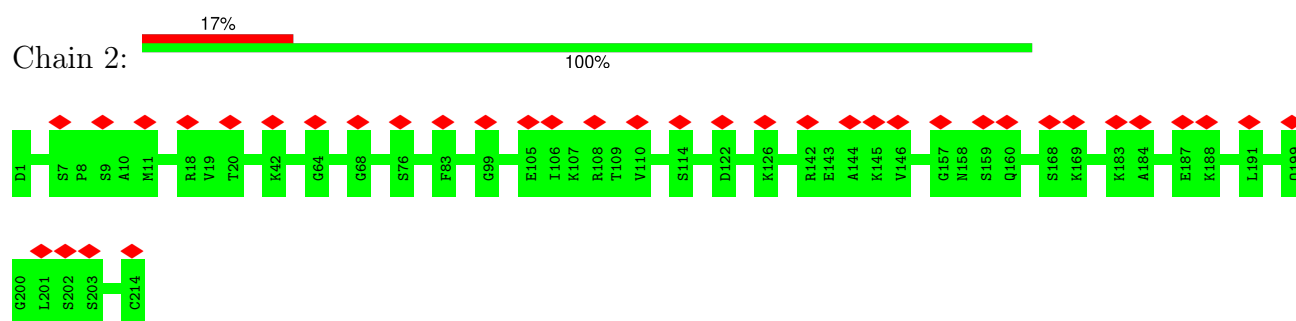 17%
Chain 2:
100%
D1 S7 P8 S9 A10 M11 R18 V19 T20 K42 G64 G68 S76 F83 G99 E105 I106 K107 R108 T109 V110 S114 D122 K126 R142 E143 A144 K145 V146 G157 N158 S159 Q160 S168 K169 K183 A184 E187 K188 L191 Q199
G200 L201 S202 S203 C214